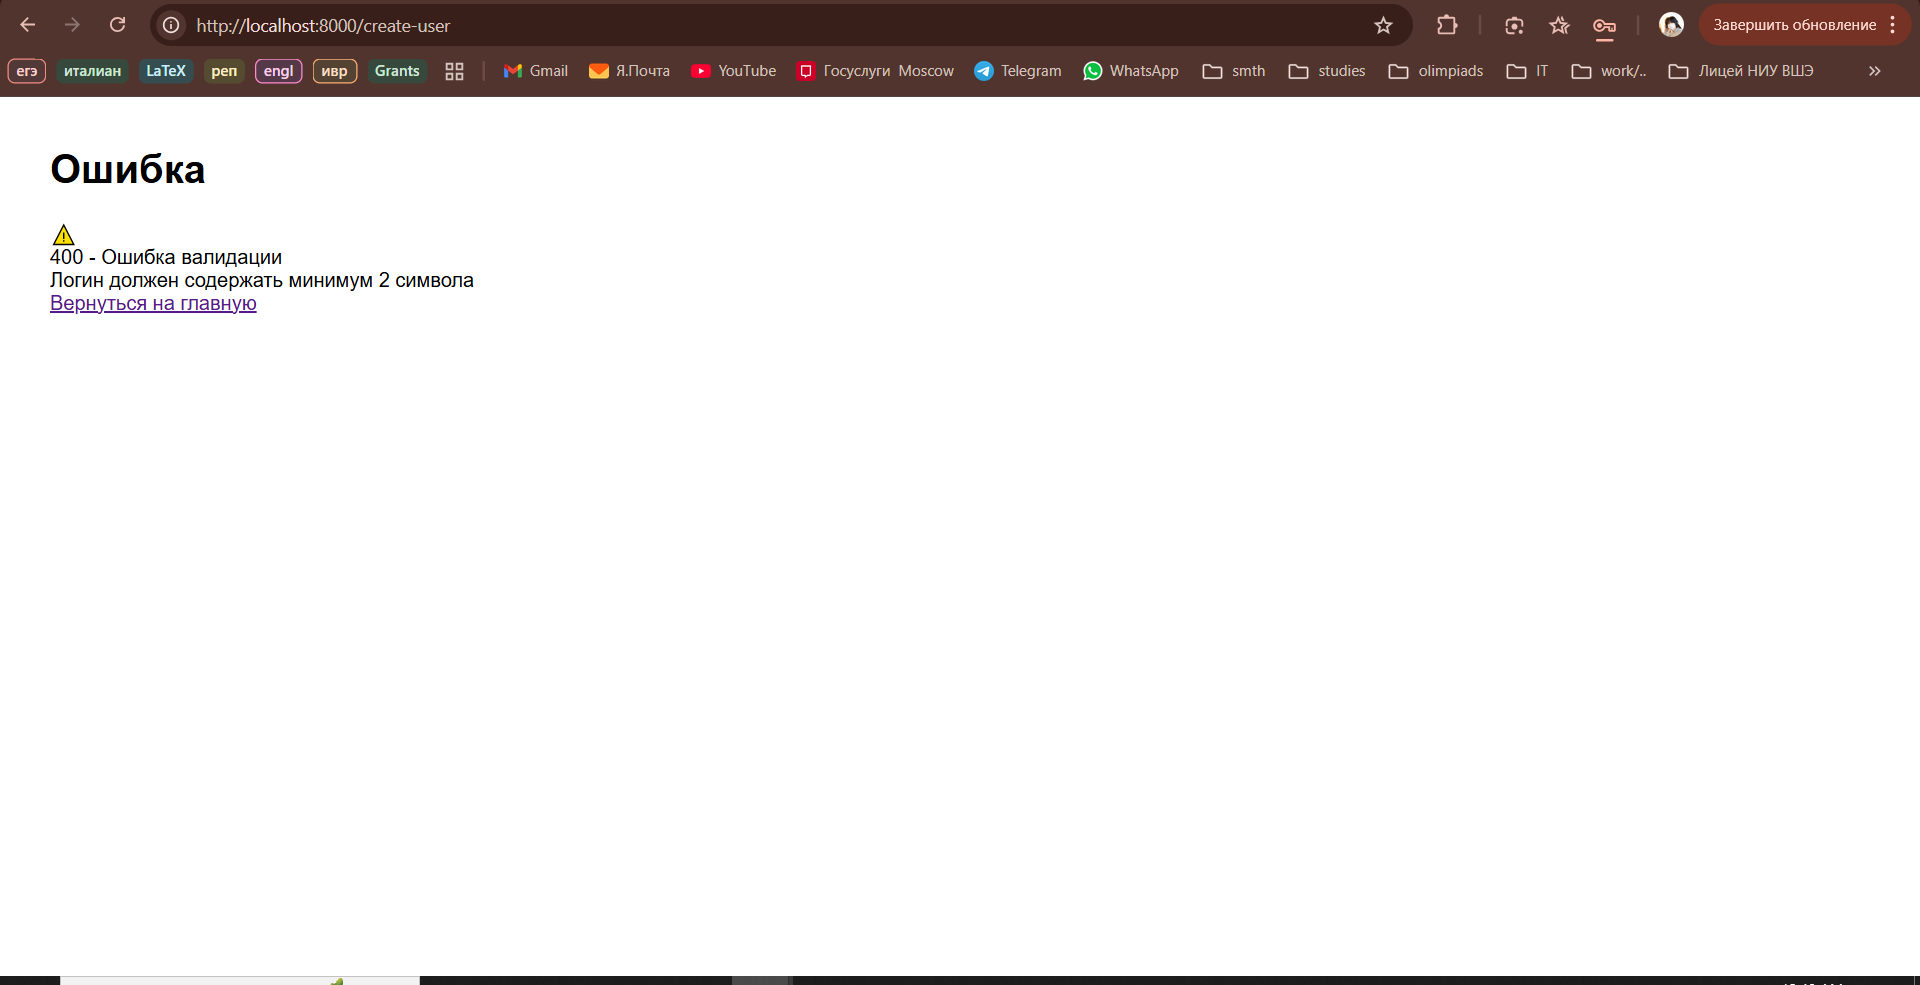 http://localhost:8000/create-user
Завершить обновление
егэ италиан LaTeX реп engl ивр Grants Gmail Я.Почта YouTube Госуслуги Moscow Telegram WhatsApp smth studies olimpiads IT work/.. Лицей НИУ ВШЭ »
Ошибка
400 - Ошибка валидации
Логин должен содержать минимум 2 символа
Вернуться на главную